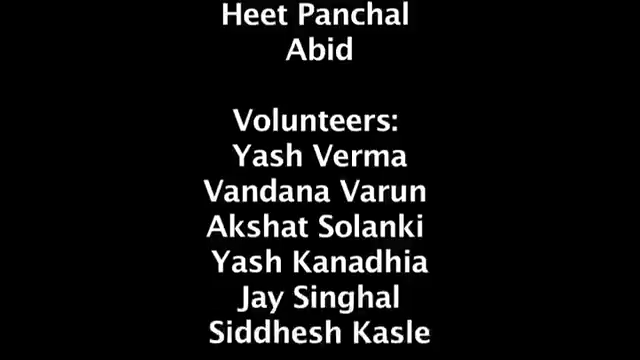 Heet Panchal
Abid
Volunteers:
Yash Verma
Vandana Varun
Akshat Solanki
Yash Kanadhia
Jay Singhal
Siddhesh Kasle